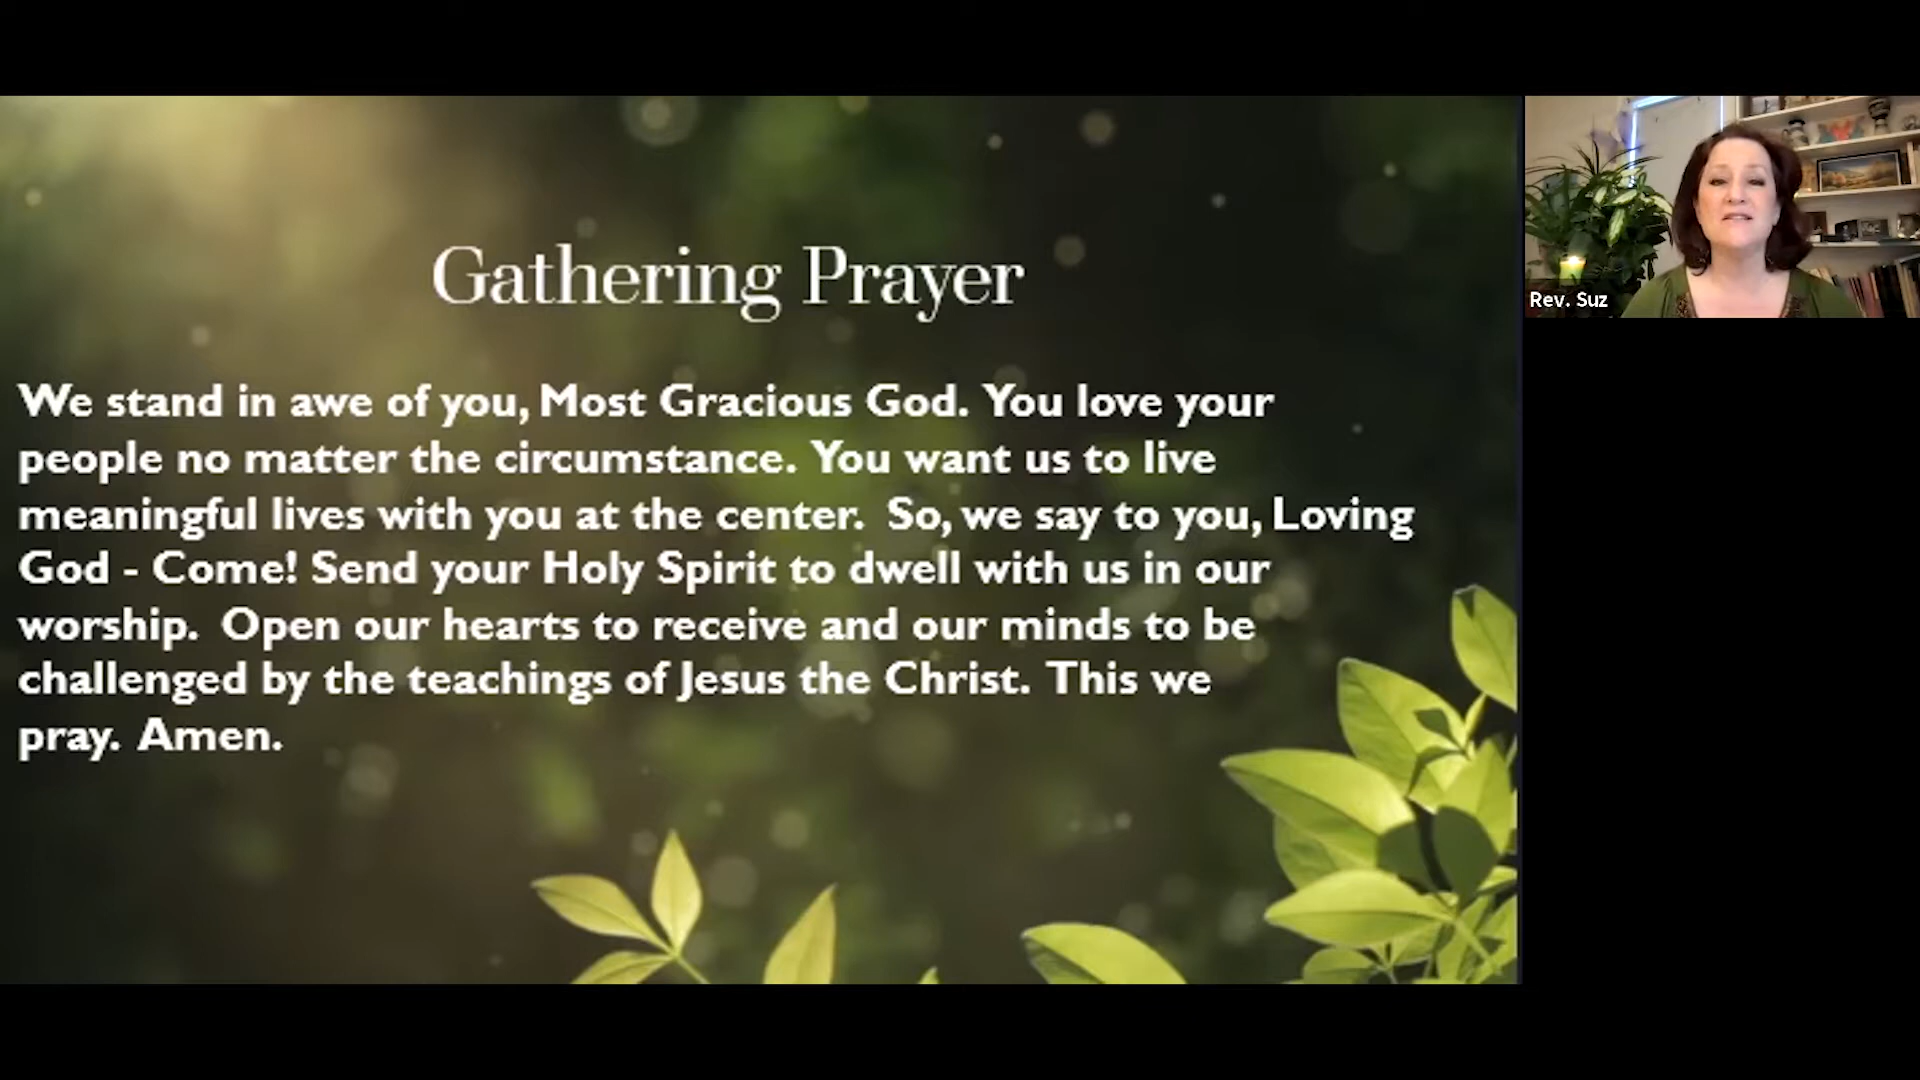 Gathering Prayer
We stand in awe of you, Most Gracious God. You love your
people no matter the circumstance. You want us to live
meaningful lives with you at the center. So, we say to you, Loving
God - Come! Send your Holy Spirit to dwell with us in our
worship. Open our hearts to receive and our minds to be
challenged by the teachings of Jesus the Christ. This we
pray. Amen.
Rev. Suz